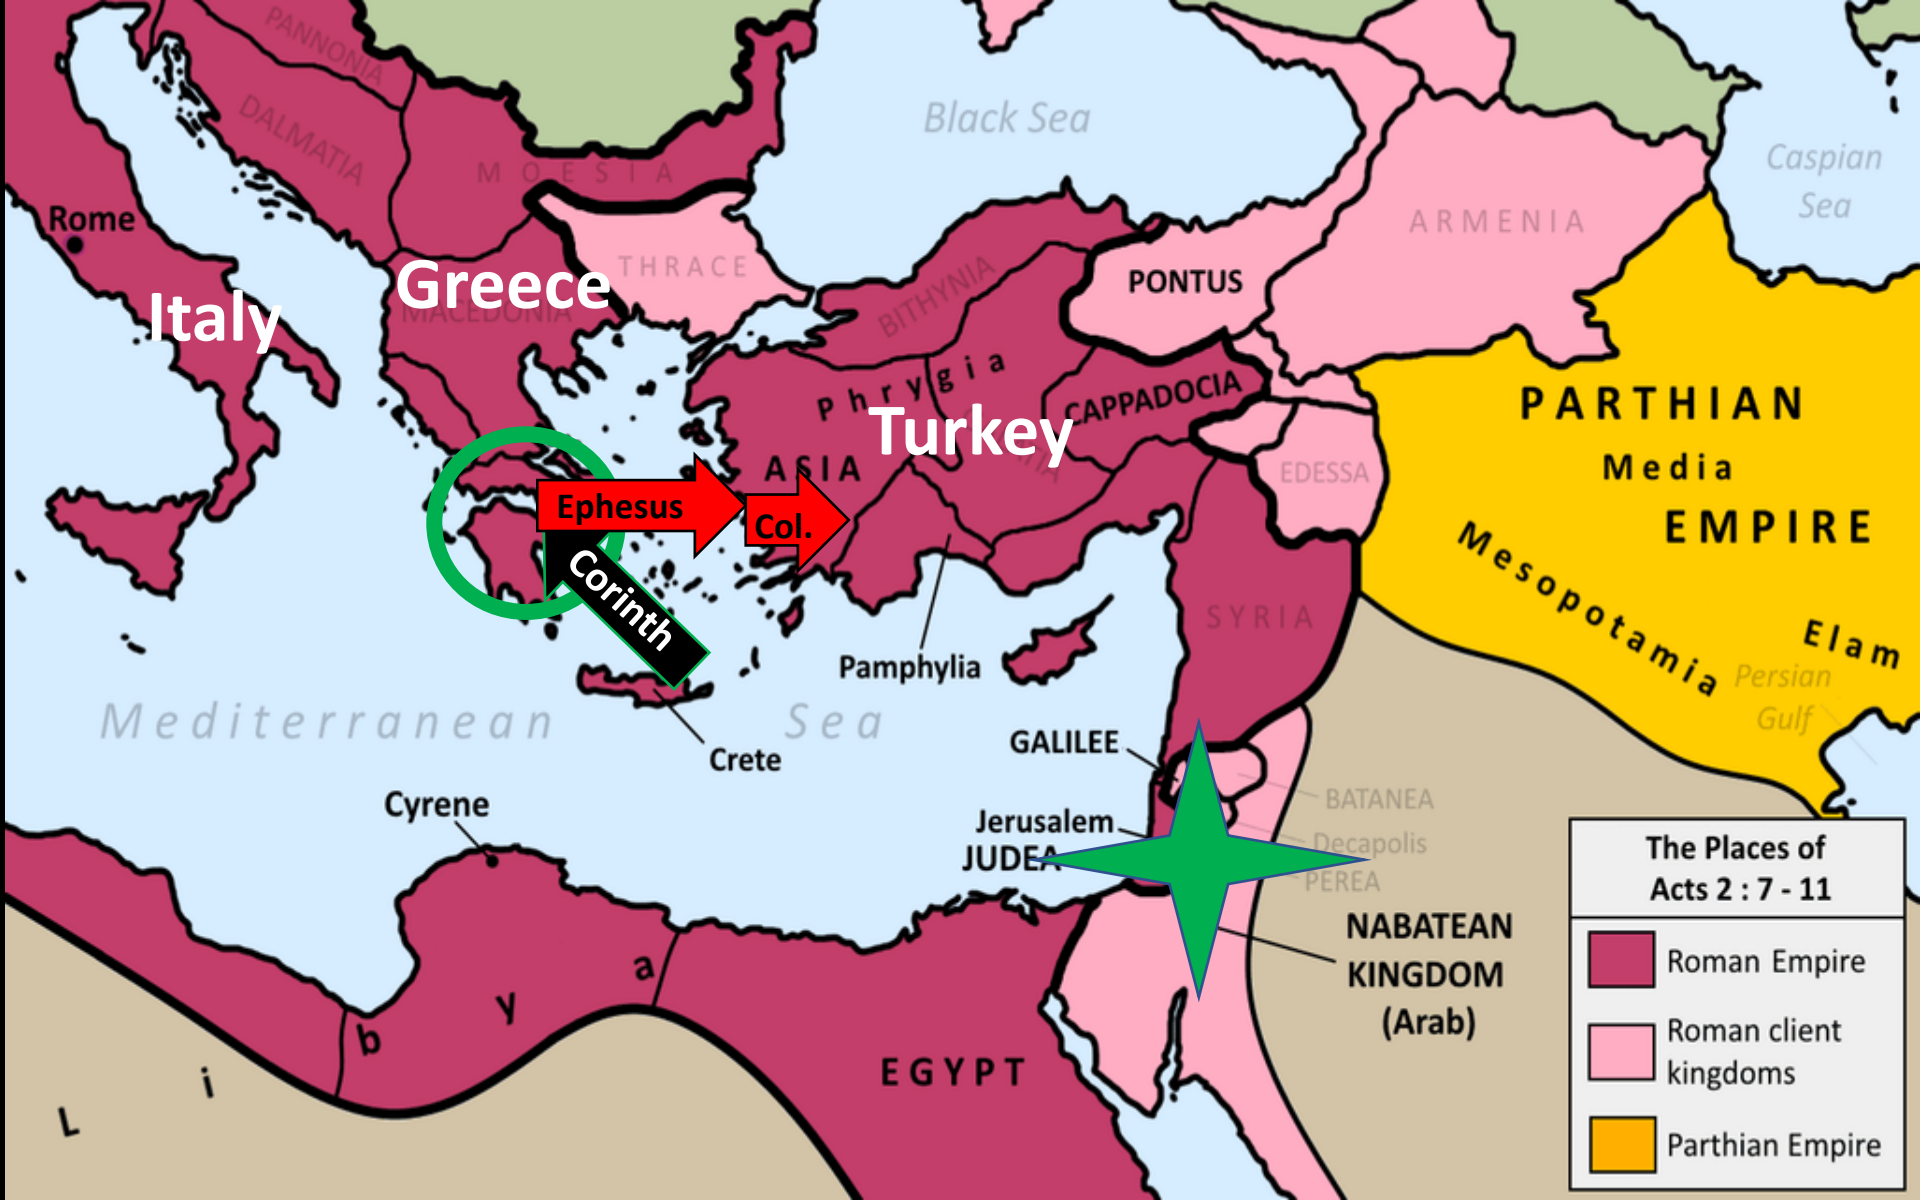 PANNONIA
DALMATIA
MOESIA
Black Sea
Caspian
Sea
Rome
Italy
Greece
MACEDONIA
THRACE
BITHYNIA
PONTUS
ARMENIA
Phrygia
CAPPADOCIA
Turkey
ASIA
EDESSA
PARTHIAN
Media
EMPIRE
Mesopotamia
Elam
Persian
Gulf
Ephesus
Col.
Corinth
SYRIA
Pamphylia
Mediterranean Sea
Crete
Cyrene
GALILEE
BATANEA
Jerusalem
JUDEA
Decapolis
PEREA
NABATEAN
KINGDOM
(Arab)
Libya
EGYPT
The Places of
Acts 2 : 7 - 11
Roman Empire
Roman client
kingdoms
Parthian Empire